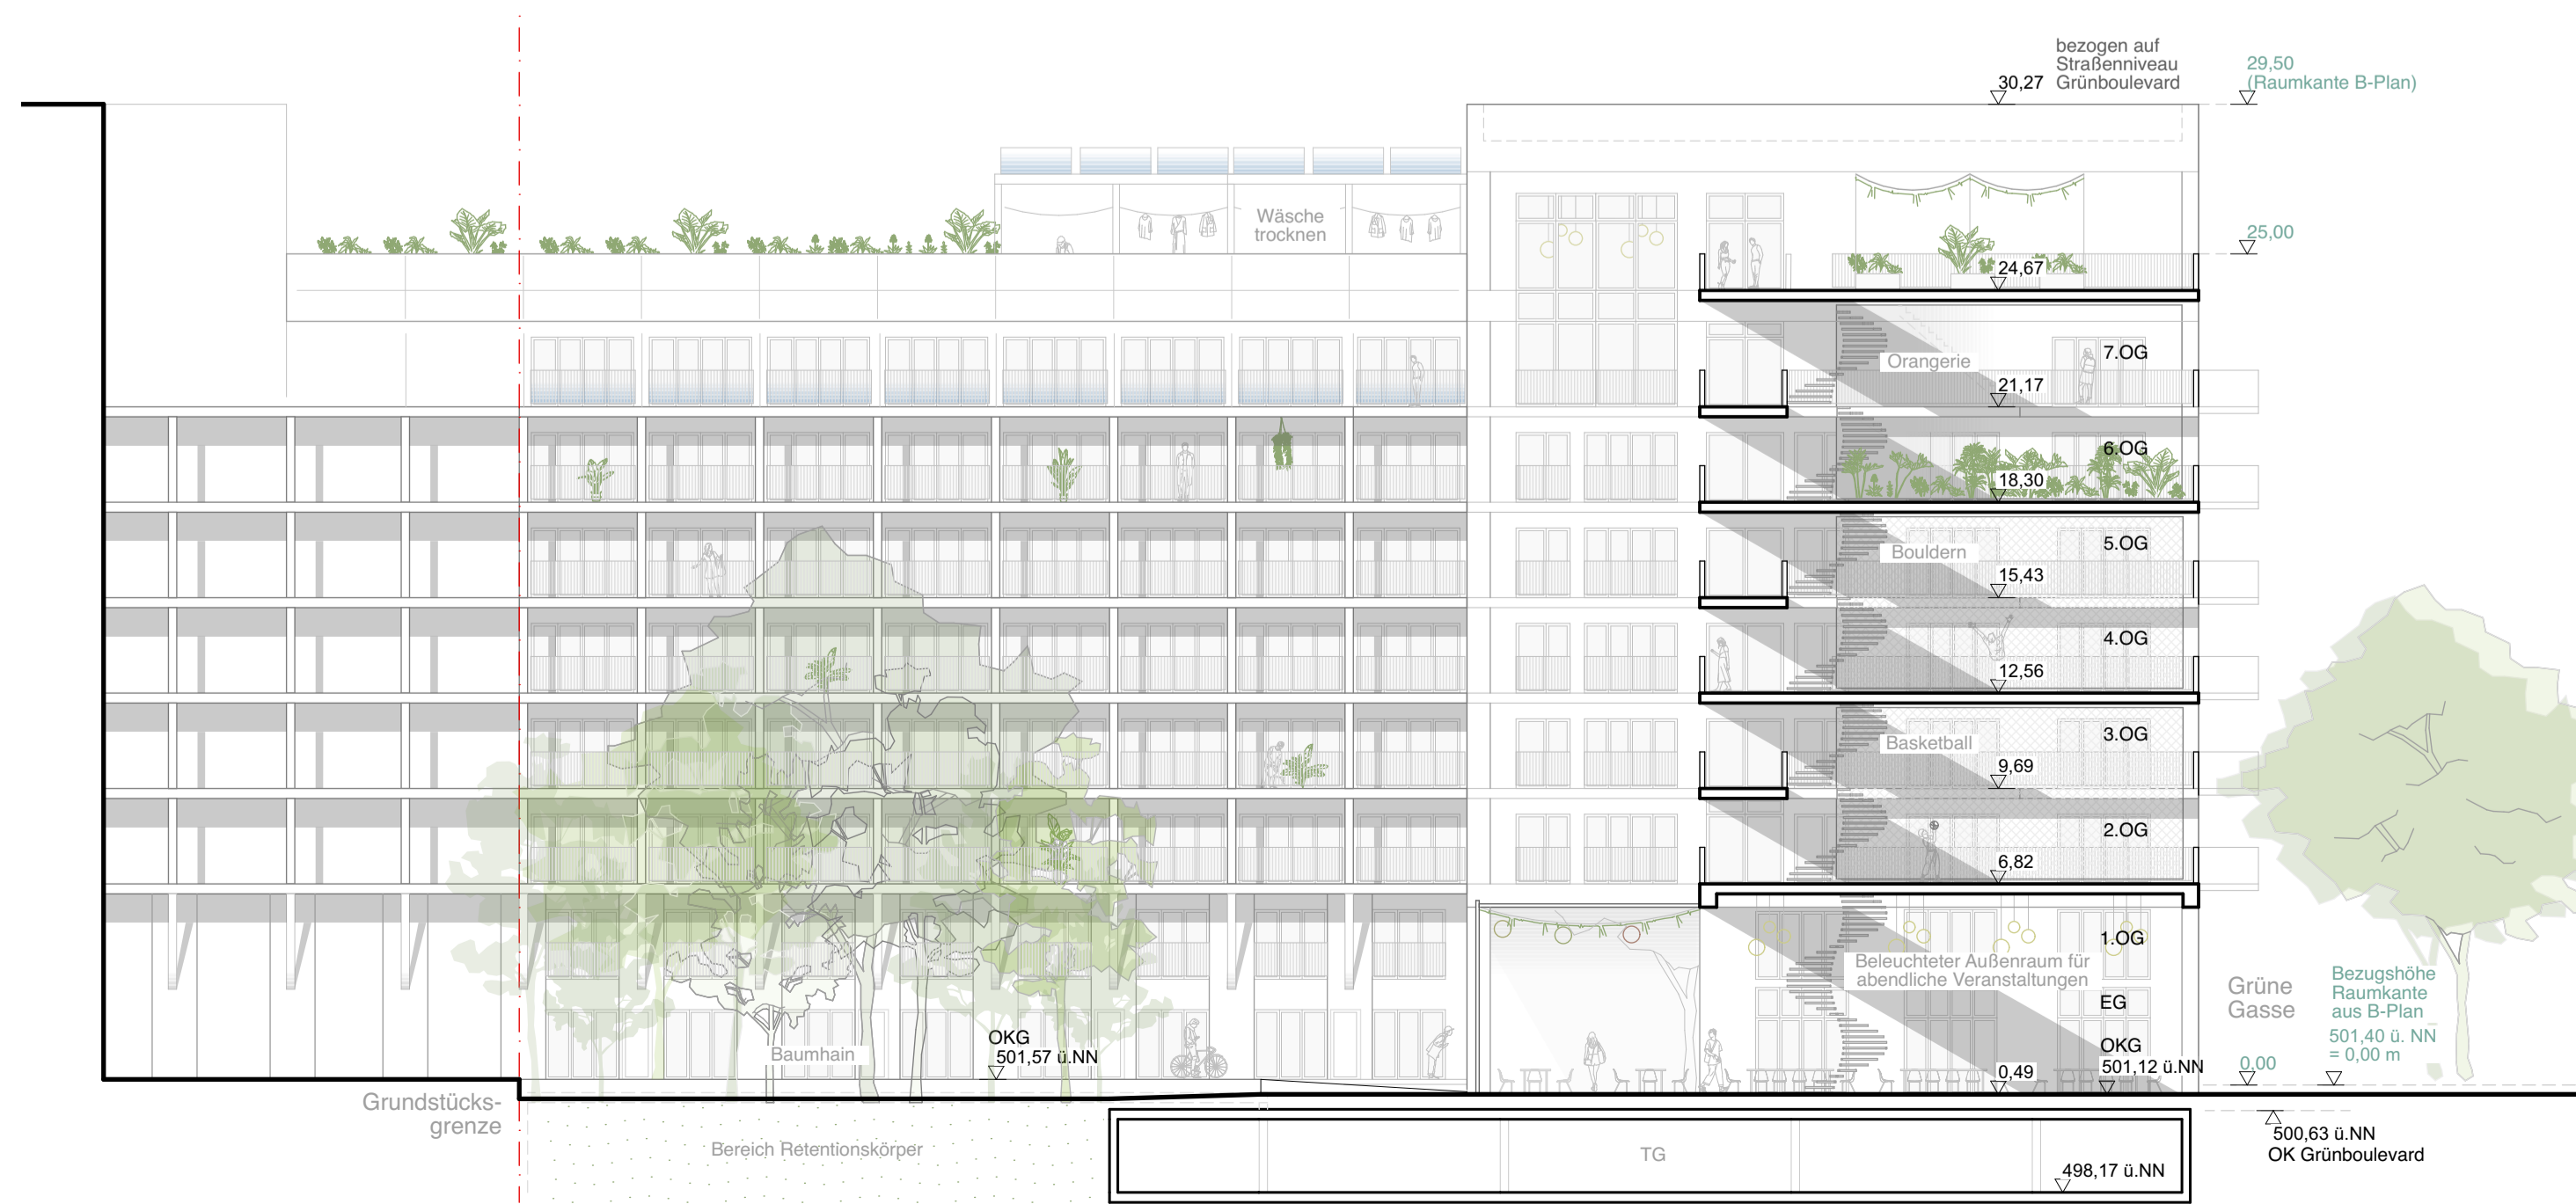 bezogen auf
Straßenniveau
Grünboulevard
30,27
29,50
(Raumkante B-Plan)
Wäsche
trocknen
25,00
24,67
7.OG
Orangerie
21,17
6.OG
18,30
5.OG
Bouldern
15,43
4.OG
12,56
3.OG
Basketball
9,69
2.OG
6,82
1.OG
Beleuchteter Außenraum für
abendliche Veranstaltungen
EG
OKG
501,12 ü.NN
0,49
Grüne
Gasse
Bezugshöhe
Raumkante
aus B-Plan
501,40 ü. NN
= 0,00 m
0,00
OKG
501,57 ü.NN
Baumhain
Grundstücks-
grenze
Bereich Retentionskörper
TG
498,17 ü.NN
500,63 ü.NN
OK Grünboulevard